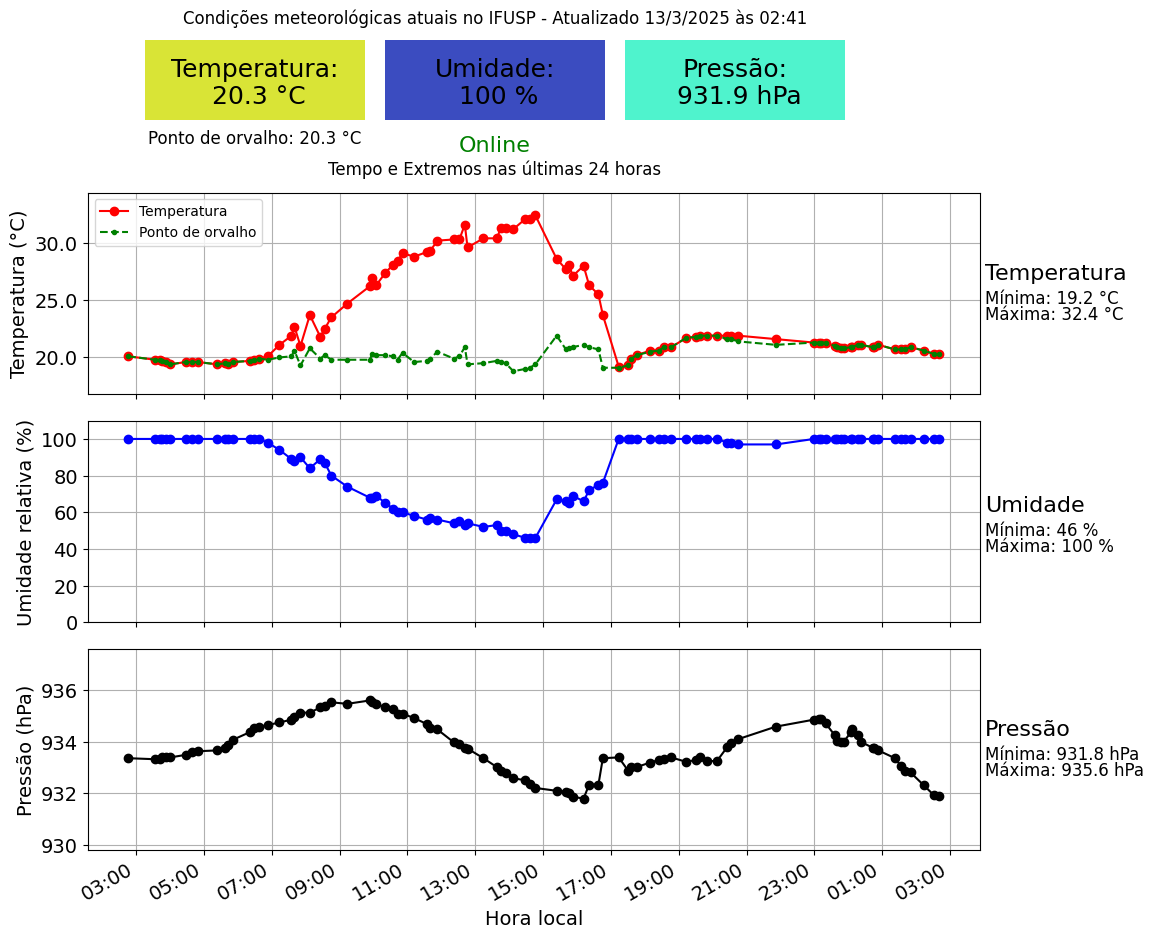 Condições meteorológicas atuais no IFUSP - Atualizado 13/3/2025 às 02:41
Temperatura:
20.3 °C
Umidade:
100 %
Pressão:
931.9 hPa
Ponto de orvalho: 20.3 °C
Online
Tempo e Extremos nas últimas 24 horas
Temperatura (°C)
30.0
25.0
20.0
Temperatura
Ponto de orvalho
Temperatura
Mínima: 19.2 °C
Máxima: 32.4 °C
Umidade relativa (%)
100
80
60
40
20
0
Umidade
Mínima: 46 %
Máxima: 100 %
Pressão (hPa)
936
934
932
930
Pressão
Mínima: 931.8 hPa
Máxima: 935.6 hPa
03:00 05:00 07:00 09:00 11:00 13:00 15:00 17:00 19:00 21:00 23:00 01:00 03:00
Hora local